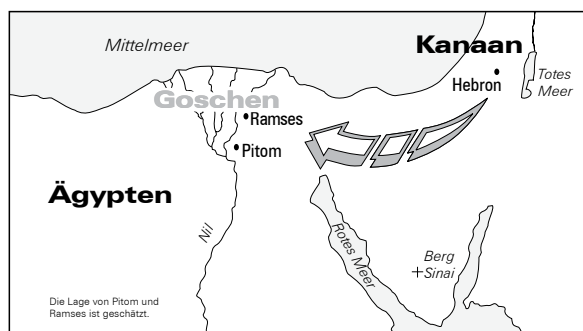 Mittelmeer
Kanaan
Hebron
Totes
Meer
Goschen
Ramses
Pitom
Ägypten
Nil
Rotes Meer
Berg
Sinai
Die Lage von Pitom und
Ramses ist geschätzt.